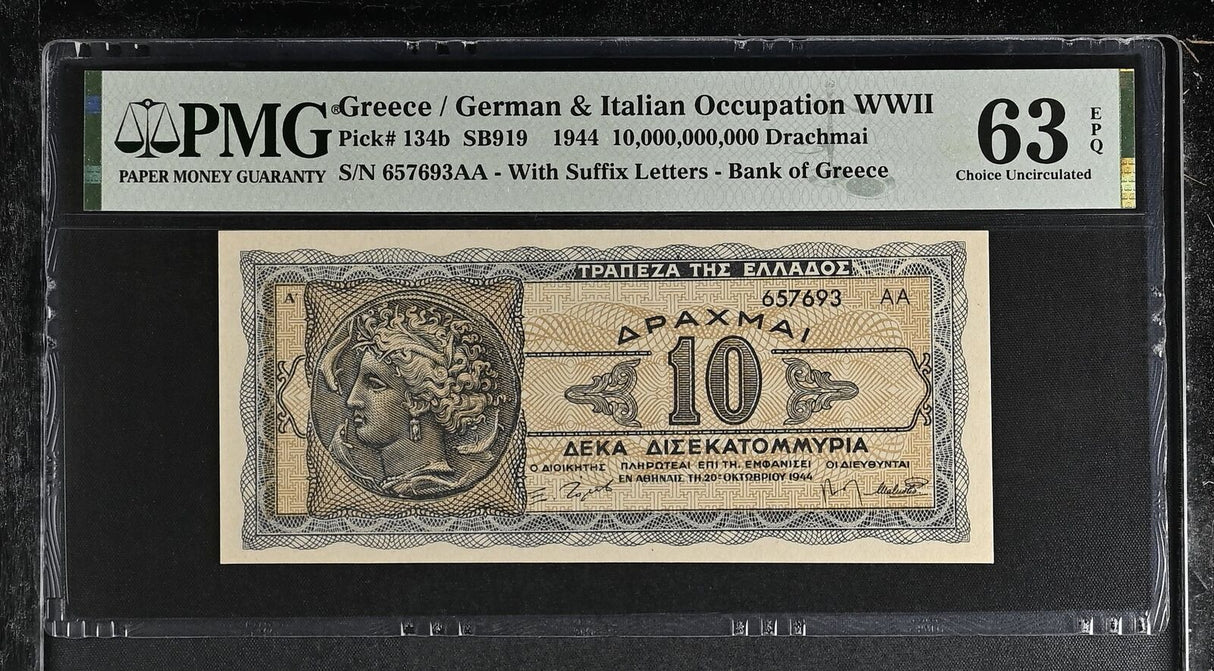 PMG® Greece / German & Italian Occupation WWII
Pick# 134b SB919 1944 10,000,000,000 Drachmai
PAPER MONEY GUARANTY S/N 657693AA - With Suffix Letters - Bank of Greece
63 EPQ
Choice Uncirculated
ΤΡΑΠΕΖΑ ΤΗΣ ΕΛΛΑΔΟΣ
Α 657693 ΑΑ
ΔΡΑΧΜΑΙ
10
ΔΕΚΑ ΔΙΣΕΚΑΤΟΜΜΥΡΙΑ
Ο ΔΙΟΙΚΗΤΗΣ ΠΛΗΡΩΤΕΑΙ ΕΠΙ ΤΗ, ΕΜΦΑΝΙΣΕΙ ΟΙ ΔΙΕΥΘΥΝΤΑΙ
ΕΝ ΑΘΗΝΑΙΣ ΤΗ 20ῃ ΟΚΤΩΒΡΙΟΥ 1944